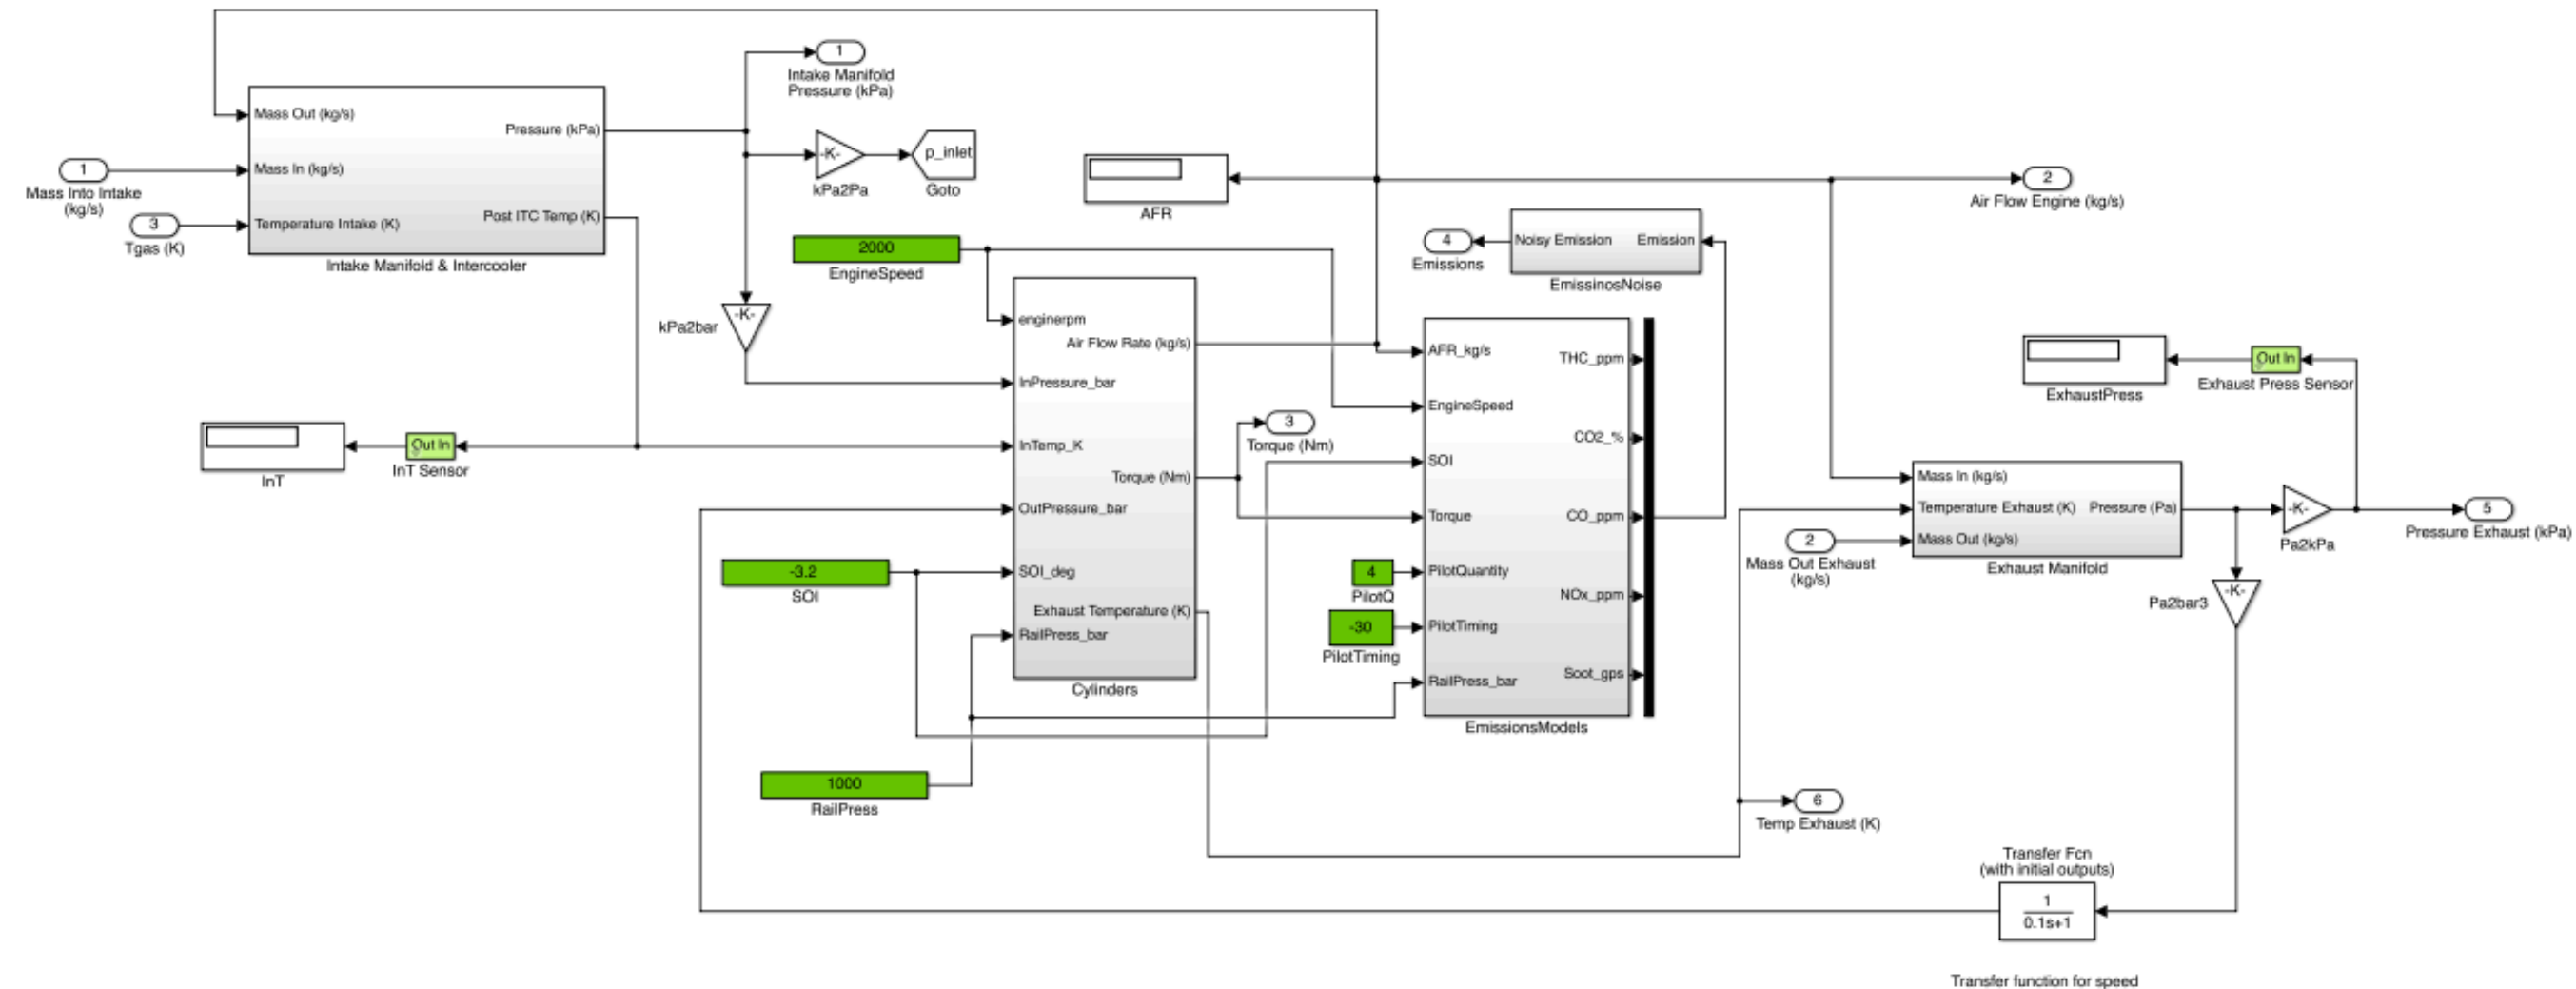 1
Intake Manifold
Pressure (kPa)
Mass Out (kg/s)
Pressure (kPa)
Mass In (kg/s)
Post ITC Temp (K)
Temperature Intake (K)
Intake Manifold & Intercooler
1
Mass Into Intake
(kg/s)
3
Tgas (K)
-K-
kPa2Pa
p_inlet
Goto
AFR
2
Air Flow Engine (kg/s)
2000
EngineSpeed
4
Emissions
Noisy Emission
Emission
EmissinosNoise
-K-
kPa2bar
enginerpm
Air Flow Rate (kg/s)
InPressure_bar
InTemp_K
Torque (Nm)
OutPressure_bar
SOI_deg
Exhaust Temperature (K)
RailPress_bar
Cylinders
3
Torque (Nm)
AFR_kg/s
THC_ppm
EngineSpeed
CO2_%
SOI
Torque
CO_ppm
PilotQuantity
NOx_ppm
PilotTiming
Soot_gps
RailPress_bar
EmissionsModels
InT
Out In
InT Sensor
-3.2
SOI
4
PilotQ
-30
PilotTiming
1000
RailPress
ExhaustPress
Out In
Exhaust Press Sensor
Mass In (kg/s)
Temperature Exhaust (K)
Pressure (Pa)
Mass Out (kg/s)
Exhaust Manifold
2
Mass Out Exhaust
(kg/s)
-K-
Pa2kPa
5
Pressure Exhaust (kPa)
-K-
Pa2bar3
6
Temp Exhaust (K)
Transfer Fcn
(with initial outputs)
1
0.1s+1
Transfer function for speed